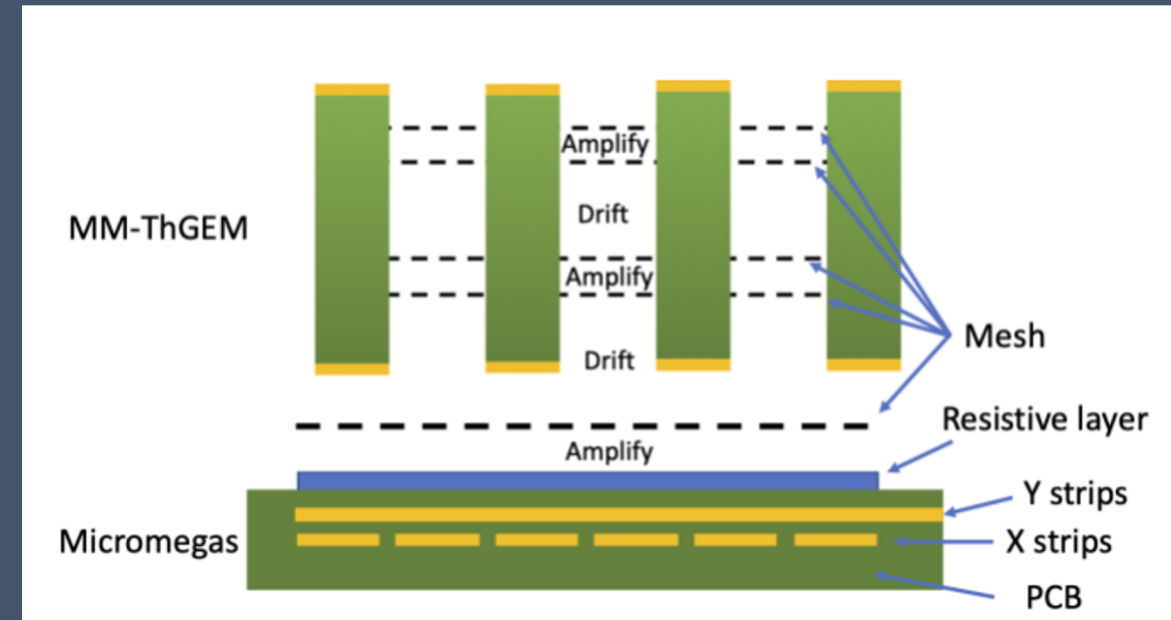 Amplify
Drift
MM-ThGEM
Amplify
Mesh
Drift
Resistive layer
Amplify
Y strips
Micromegas
X strips
PCB